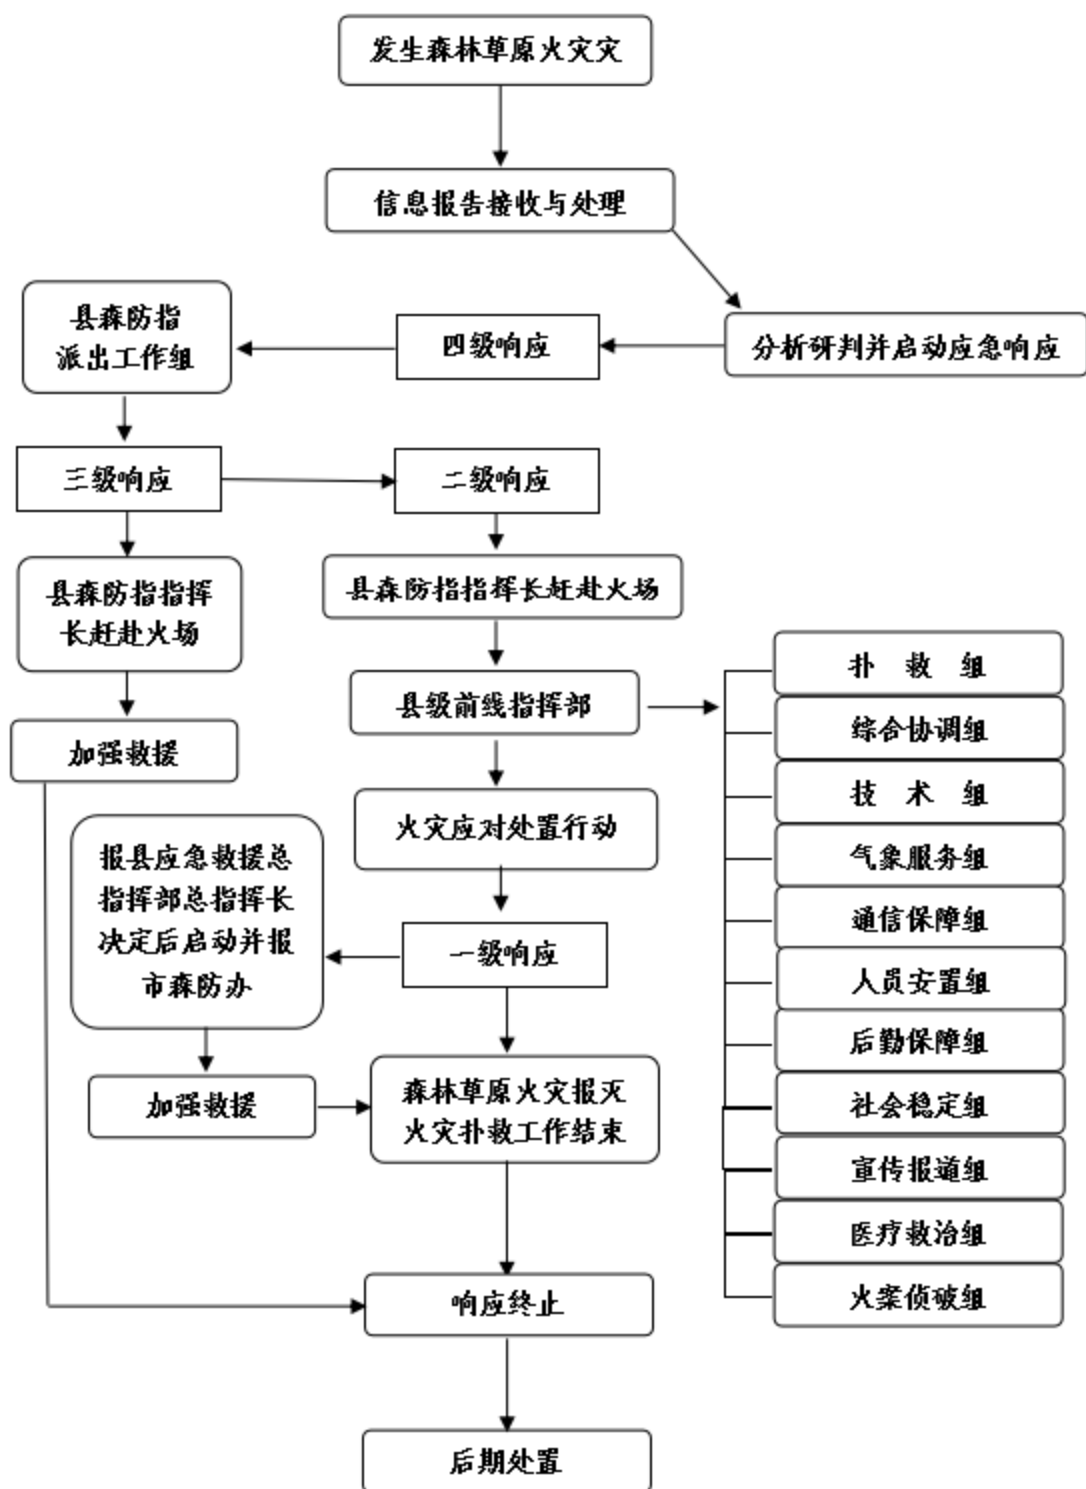 发生森林草原火灾灾
信息报告接收与处理
县森防指
派出工作组
四级响应
分析研判并启动应急响应
三级响应
二级响应
县森防指指挥
长赶赴火场
县森防指指挥长赶赴火场
加强救援
县级前线指挥部
火灾应对处置行动
报县应急救援总
指挥部总指挥长
决定后启动并报
市森防办
一级响应
加强救援
森林草原火灾报灭
火灾扑救工作结束
响应终止
后期处置
扑 救 组
综合协调组
技 术 组
气象服务组
通信保障组
人员安置组
后勤保障组
社会稳定组
宣传报道组
医疗救治组
火案侦破组